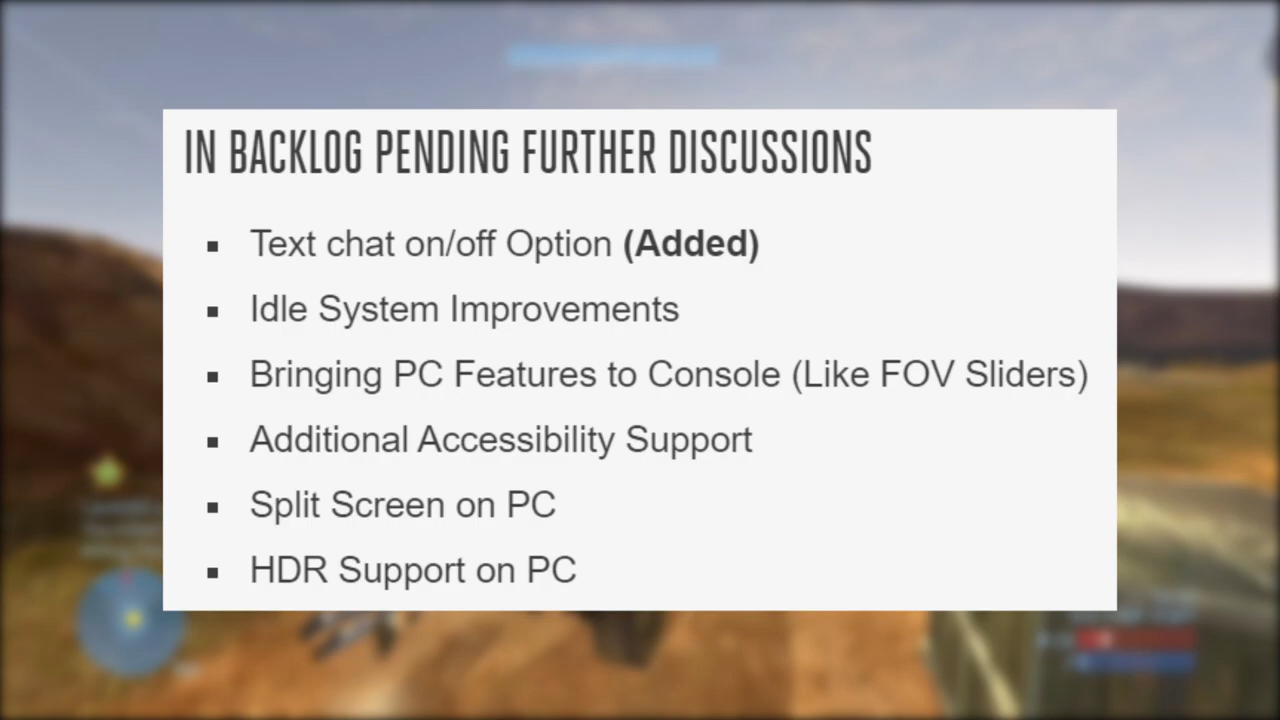 IN BACKLOG PENDING FURTHER DISCUSSIONS
Text chat on/off Option (Added)
Idle System Improvements
Bringing PC Features to Console (Like FOV Sliders)
Additional Accessibility Support
Split Screen on PC
HDR Support on PC